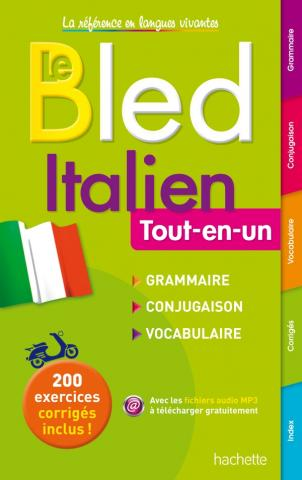 La référence en langues vivantes
Le
Bled
Italien
Tout-en-un
GRAMMAIRE
CONJUGAISON
VOCABULAIRE
200
exercices
corrigés
inclus !
@
Avec les fichiers audio MP3
à télécharger gratuitement
hachette
Grammaire
Conjugaison
Vocabulaire
Corrigés
Index